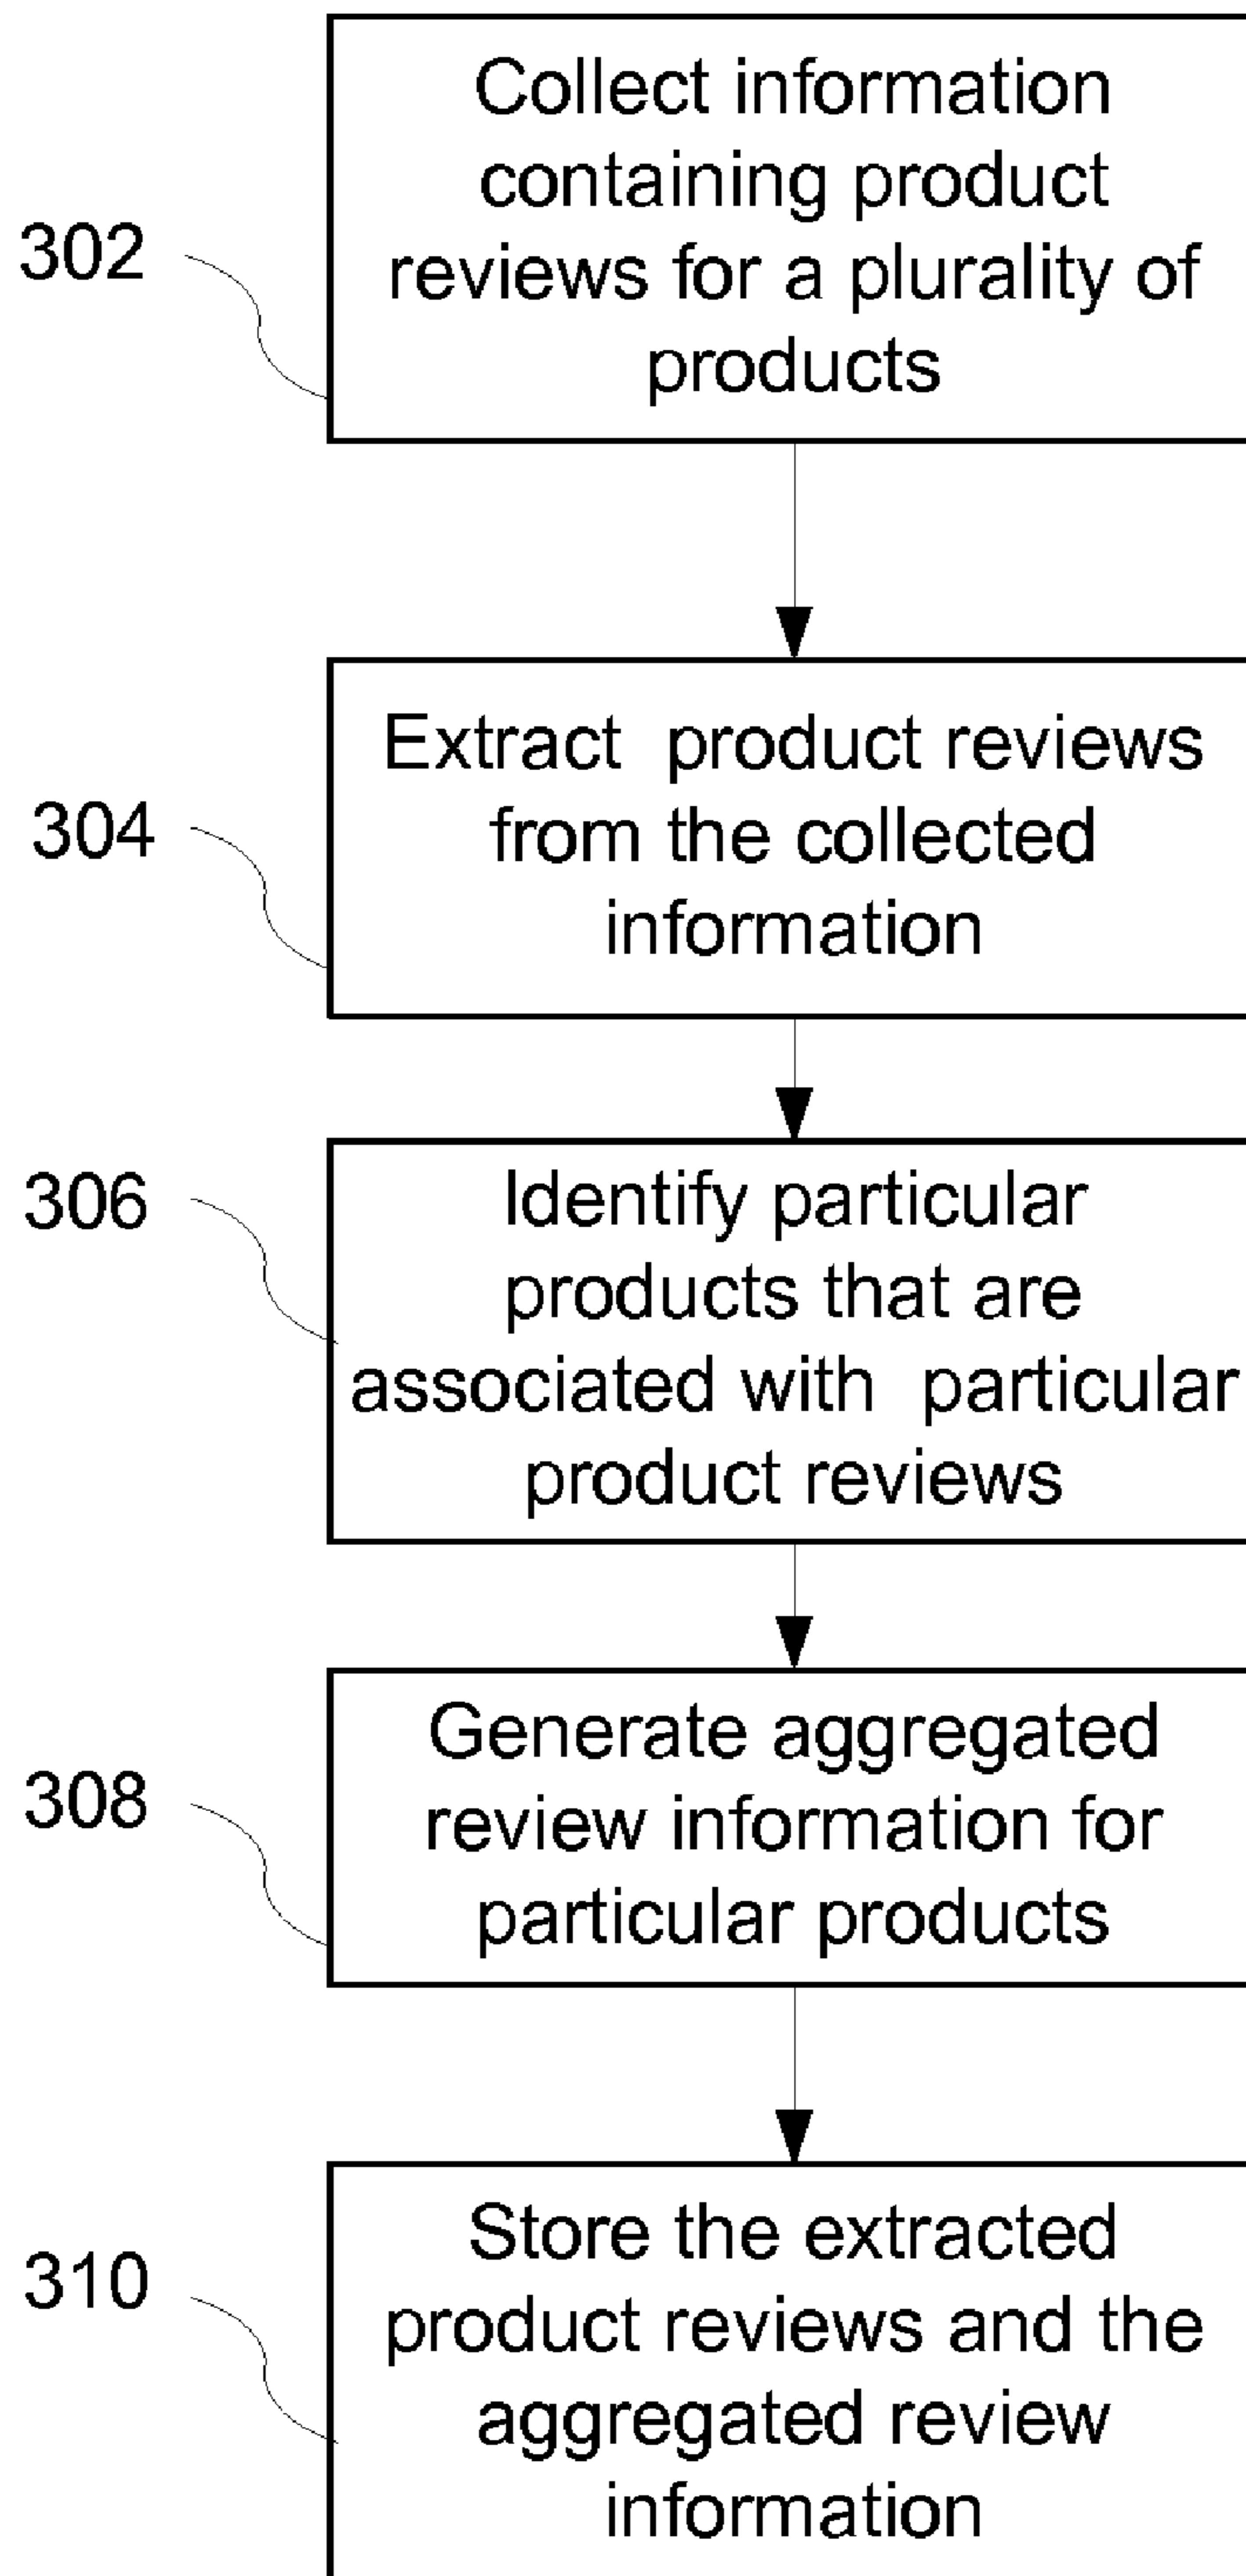 Collect information
containing product
reviews for a plurality of
products
302
Extract product reviews
from the collected
information
304
Identify particular
products that are
associated with particular
product reviews
306
Generate aggregated
review information for
particular products
308
Store the extracted
product reviews and the
aggregated review
information
310